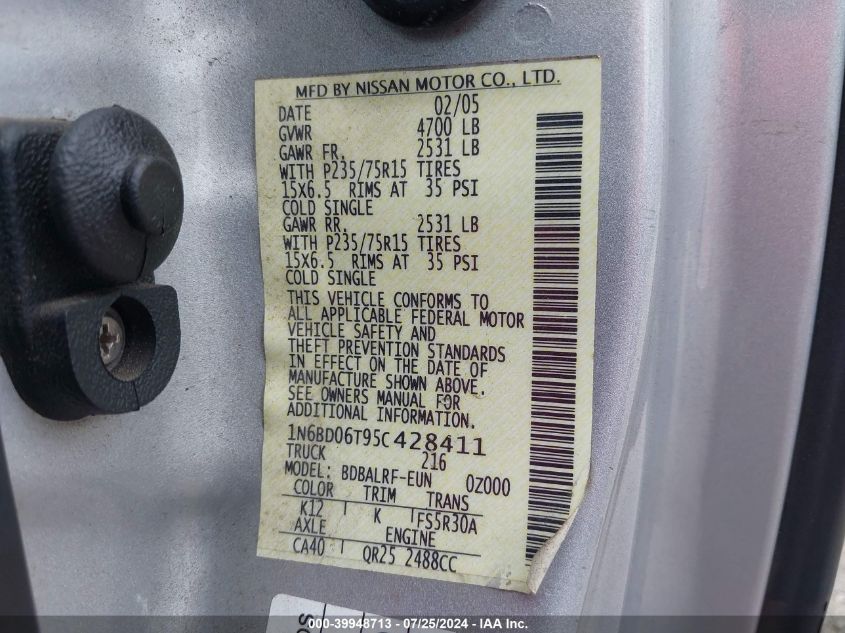 MFD BY NISSAN MOTOR CO., LTD.
DATE 02/05
GVWR 4700 LB
GAWR FR. 2531 LB
WITH P235/75R15 TIRES
15X6.5 RIMS AT 35 PSI
COLD SINGLE
GAWR RR. 2531 LB
WITH P235/75R15 TIRES
15X6.5 RIMS AT 35 PSI
COLD SINGLE
THIS VEHICLE CONFORMS TO
ALL APPLICABLE FEDERAL MOTOR
VEHICLE SAFETY AND
THEFT PREVENTION STANDARDS
IN EFFECT ON THE DATE OF
MANUFACTURE SHOWN ABOVE.
SEE OWNERS MANUAL FOR
ADDITIONAL INFORMATION.
1N6BD06T95C428411
TRUCK 216
MODEL: BDBALRF-EUN 0Z000
COLOR TRIM TRANS
K12 K FS5R30A
AXLE ENGINE
CA40 QR25 2488CC
000-39948713 - 07/25/2024 - IAA Inc.